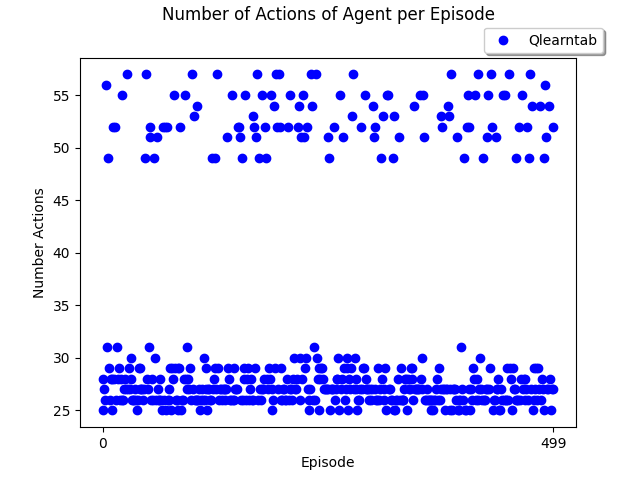 Number of Actions of Agent per Episode
Qlearntab
55
50
45
40
35
30
25
Number Actions
0 499
Episode